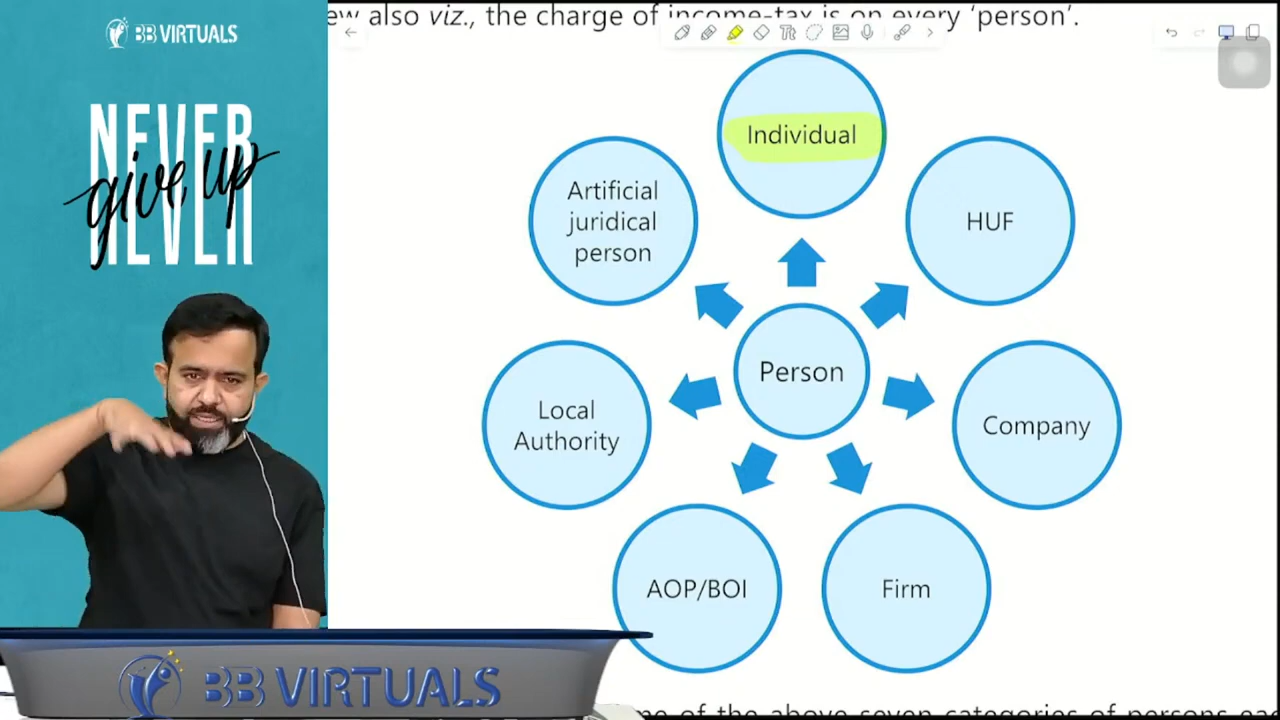 BB VIRTUALS
NEVER
give up
NEVER
ew also viz., the charge of income-tax is on every ‘person’.
Individual
HUF
Company
Firm
AOP/BOI
Local
Authority
Artificial
juridical
person
Person
BB VIRTUALS
me of the above seven categories of persons ea